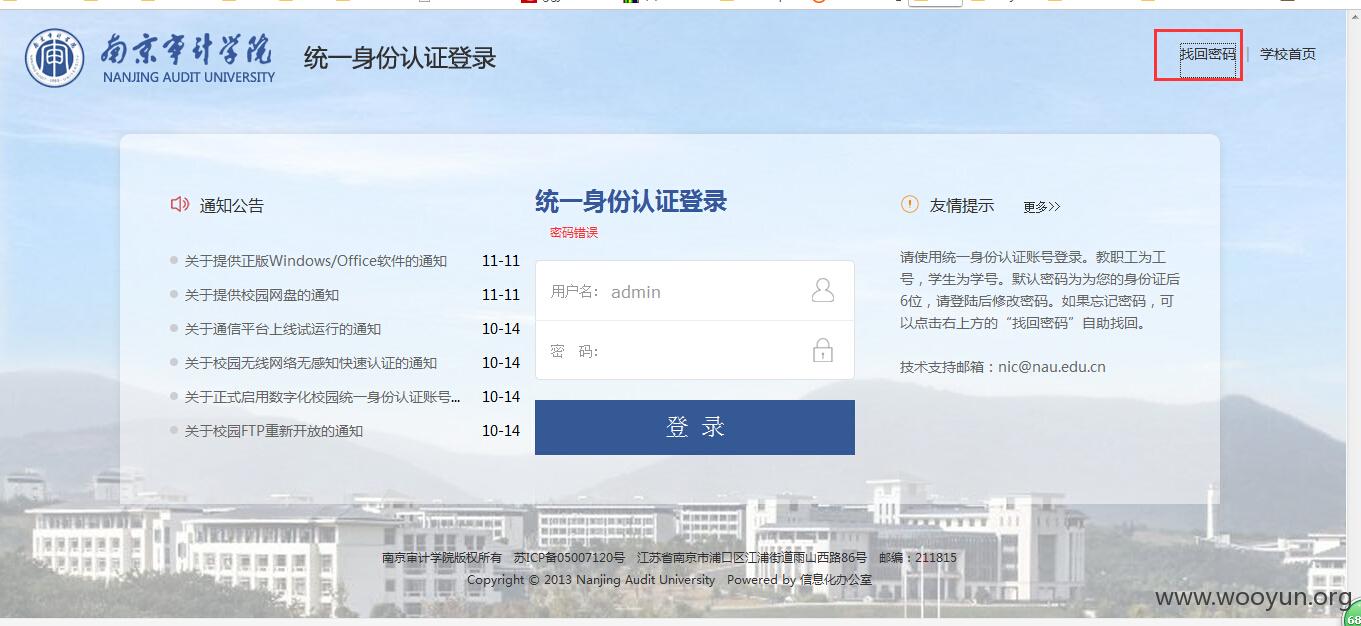 南京审计学院
NANJING AUDIT UNIVERSITY
统一身份认证登录
找回密码 | 学校首页
通知公告
关于提供正版Windows/Office软件的通知 11-11
关于提供校园网盘的通知 11-11
关于通信平台上线试运行的通知 10-14
关于校园无线网络无感知快速认证的通知 10-14
关于正式启用数字化校园统一身份认证账号... 10-14
关于校园FTP重新开放的通知 10-14
统一身份认证登录
密码错误
用户名: admin
密 码:
登 录
友情提示 更多>>
请使用统一身份认证账号登录。教职工为工
号，学生为学号。默认密码为为您的身份证后
6位，请登陆后修改密码。如果忘记密码，可
以点击右上方的“找回密码”自助找回。
技术支持邮箱：nic@nau.edu.cn
南京审计学院版权所有 苏ICP备05007120号 江苏省南京市浦口区江浦街道雨山西路86号 邮编：211815
Copyright © 2013 Nanjing Audit University Powered by 信息化办公室
www.wooyun.org
68